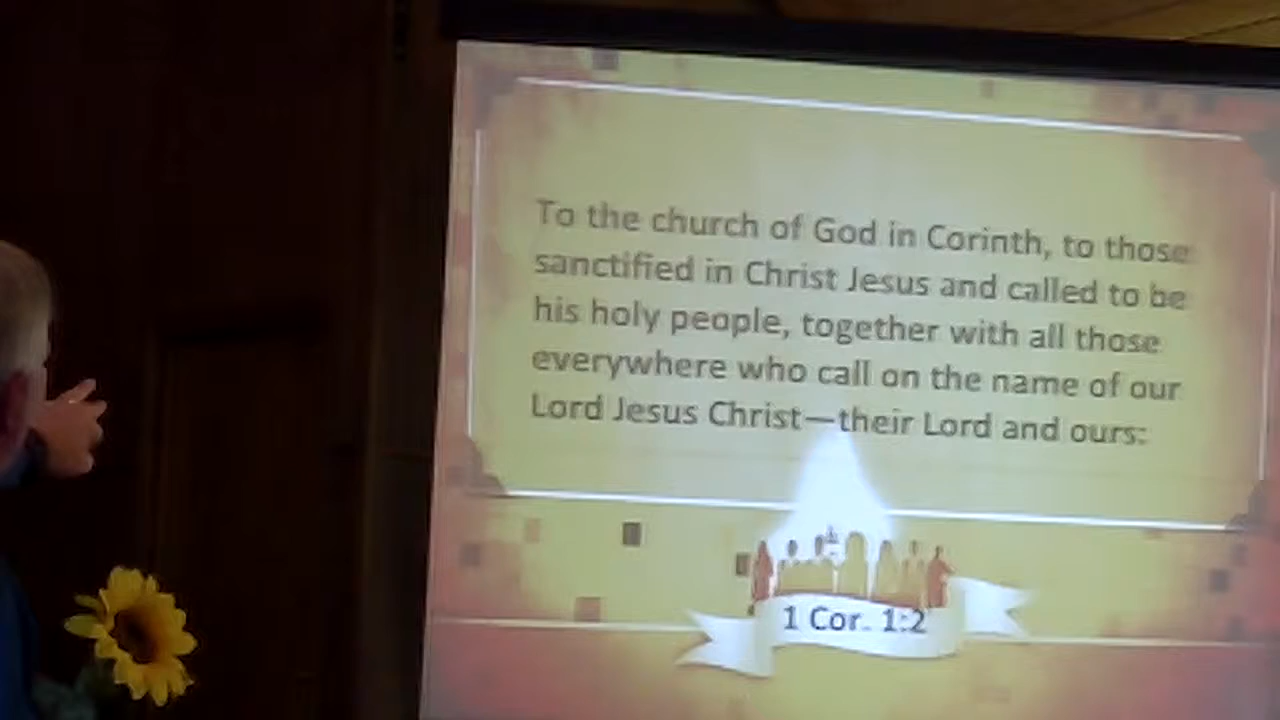 To the church of God in Corinth, to those
sanctified in Christ Jesus and called to be
his holy people, together with all those
everywhere who call on the name of our
Lord Jesus Christ—their Lord and ours:
1 Cor. 1:2